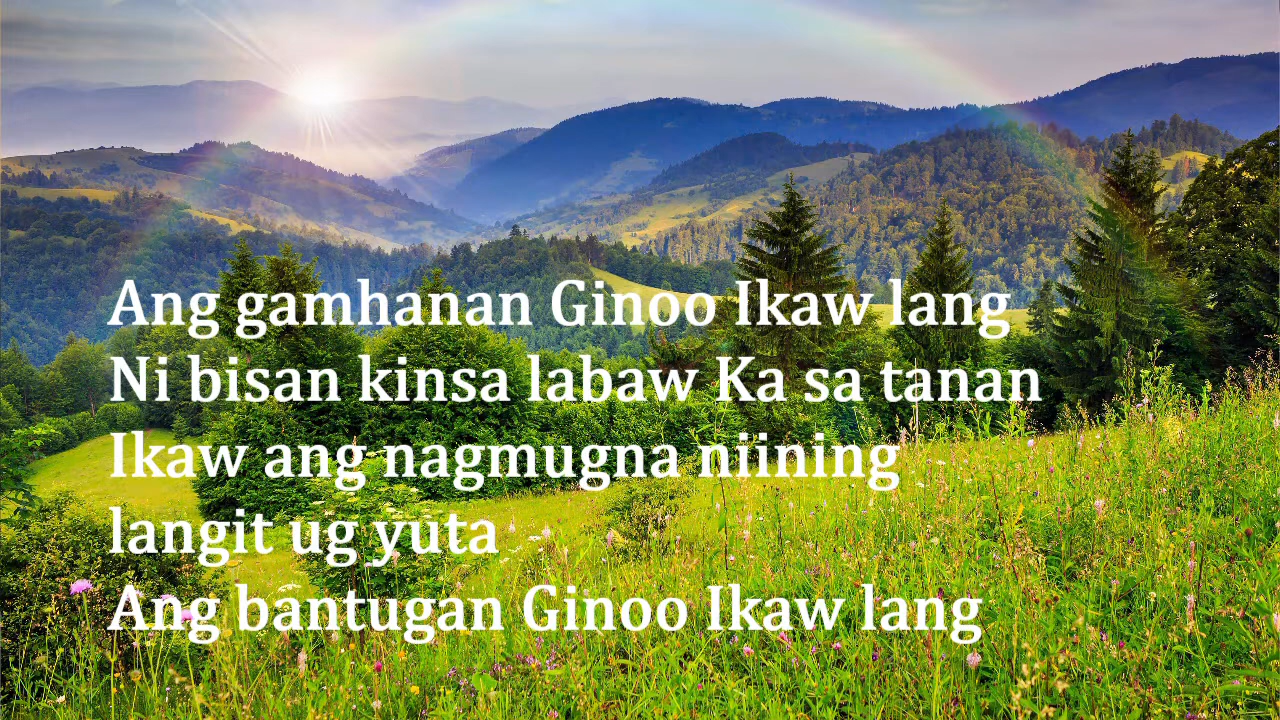 Ang gamhanan Ginoo Ikaw lang
Ni bisan kinsa labaw Ka sa tanan
Ikaw ang nagmugna niining
langit ug yuta
Ang bantugan Ginoo Ikaw lang